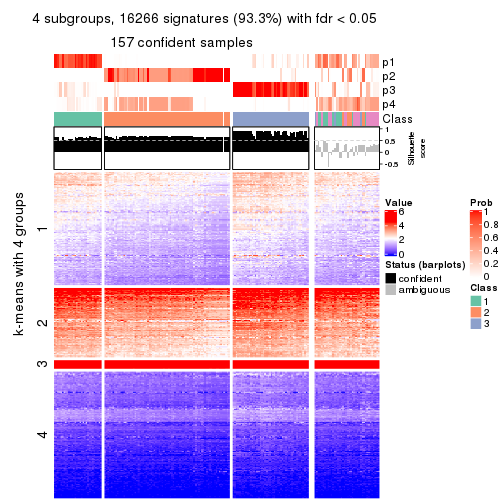 4 subgroups, 16266 signatures (93.3%) with fdr < 0.05
157 confident samples
p1
p2
p3
p4
Class
1
0.5
0
-0.5
Silhouette
score
k-means with 4 groups
1
2
3
4
Value
6
4
2
0
Status (barplots)
confident
ambiguous
Prob
1
0.8
0.6
0.4
0.2
0
Class
1
2
3